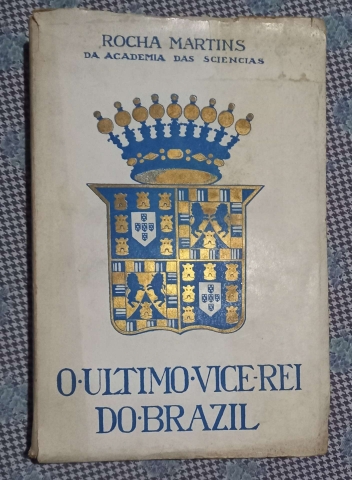 ROCHA MARTINS
DA ACADEMIA DAS SCIENCIAS
O·ULTIMO·VICE·REI
DO·BRAZIL